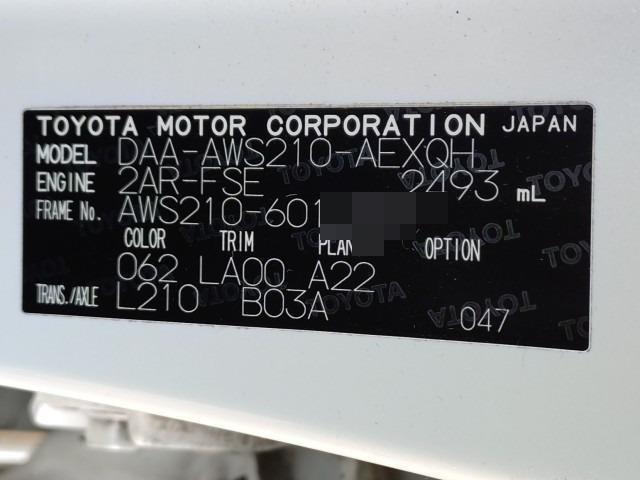 TOYOTA MOTOR CORPORATION JAPAN
MODEL DAA-AWS210-AEXQH
ENGINE 2AR-FSE 2493 mL
FRAME No. AWS210-601
COLOR TRIM PLAN OPTION
062 LA00 A22
TRANS./AXLE L210 B03A 047